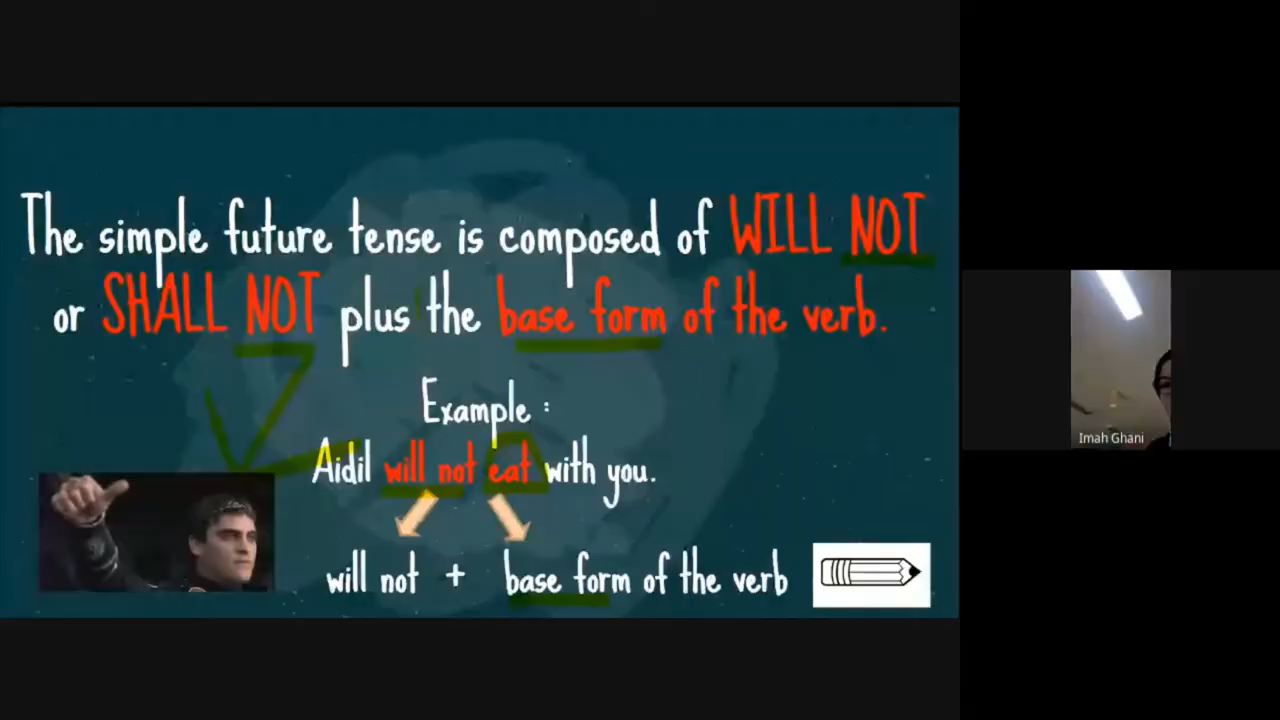 The simple future tense is composed of WILL NOT
or SHALL NOT plus the base form of the verb.
Example :
Aidil will not eat with you.
will not + base form of the verb
Imah Ghani